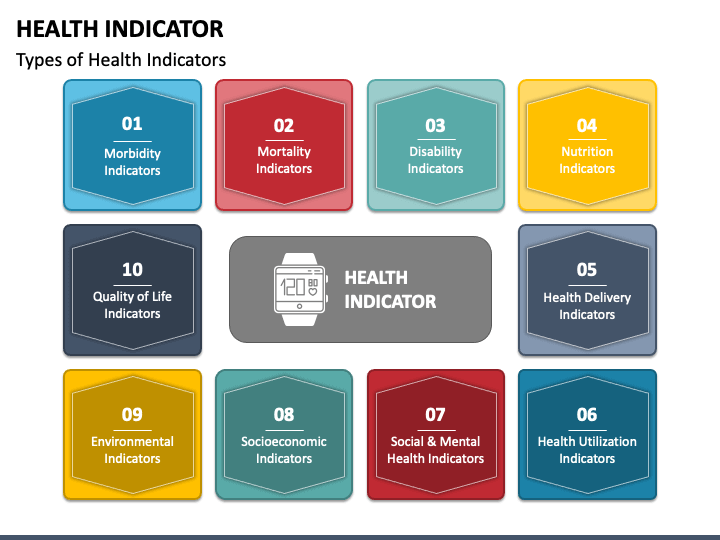 HEALTH INDICATOR
Types of Health Indicators
01
Morbidity
Indicators
02
Mortality
Indicators
03
Disability
Indicators
04
Nutrition
Indicators
10
Quality of Life
Indicators
120
80
HEALTH
INDICATOR
05
Health Delivery
Indicators
09
Environmental
Indicators
08
Socioeconomic
Indicators
07
Social & Mental
Health Indicators
06
Health Utilization
Indicators